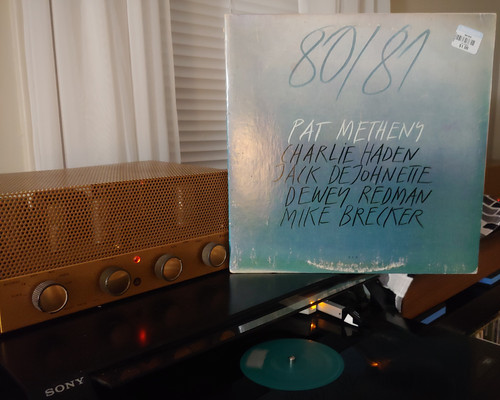 80/81
PAT METHENY
CHARLIE HADEN
JACK DEJOHNETTE
DEWEY REDMAN
MIKE BRECKER
SONY